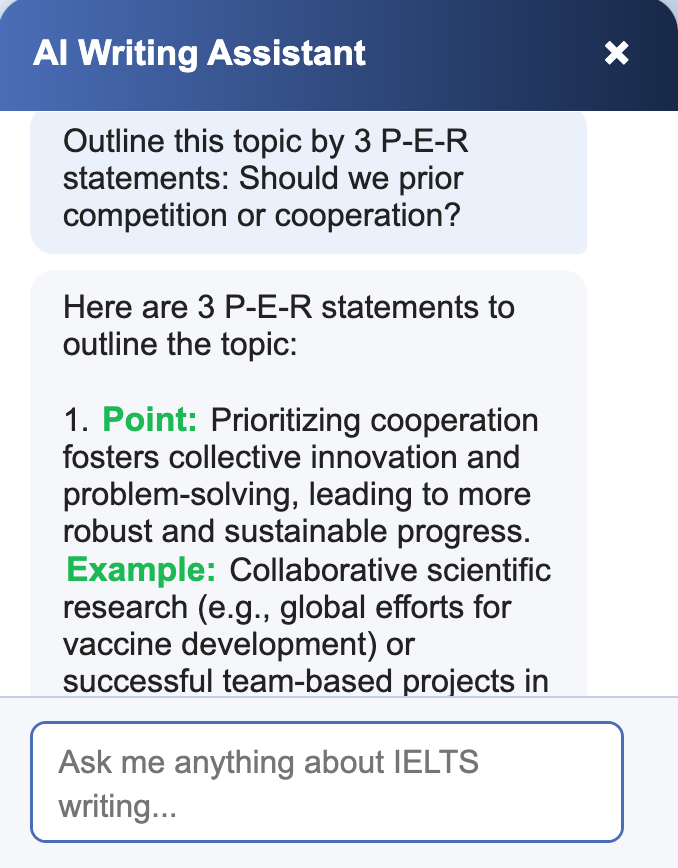 AI Writing Assistant
Outline this topic by 3 P-E-R
statements: Should we prior
competition or cooperation?
Here are 3 P-E-R statements to
outline the topic:
1. Point: Prioritizing cooperation
fosters collective innovation and
problem-solving, leading to more
robust and sustainable progress.
Example: Collaborative scientific
research (e.g., global efforts for
vaccine development) or
successful team-based projects in
Ask me anything about IELTS
writing...